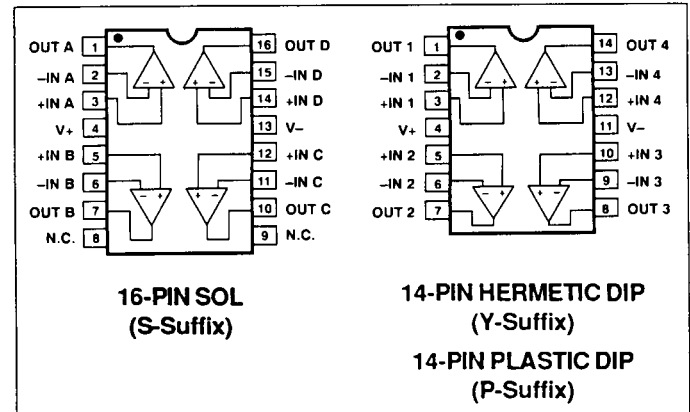 OUT A 1 16 OUT D
–IN A 2 – + + – 15 –IN D
+IN A 3 14 +IN D
V+ 4 13 V–
+IN B 5 12 +IN C
–IN B 6 – + + – 11 –IN C
OUT B 7 10 OUT C
N.C. 8 9 N.C.
16-PIN SOL
(S-Suffix)
OUT 1 1 14 OUT 4
–IN 1 2 – + + – 13 –IN 4
+IN 1 3 12 +IN 4
V+ 4 11 V–
+IN 2 5 10 +IN 3
–IN 2 6 – + + – 9 –IN 3
OUT 2 7 8 OUT 3
14-PIN HERMETIC DIP
(Y-Suffix)
14-PIN PLASTIC DIP
(P-Suffix)